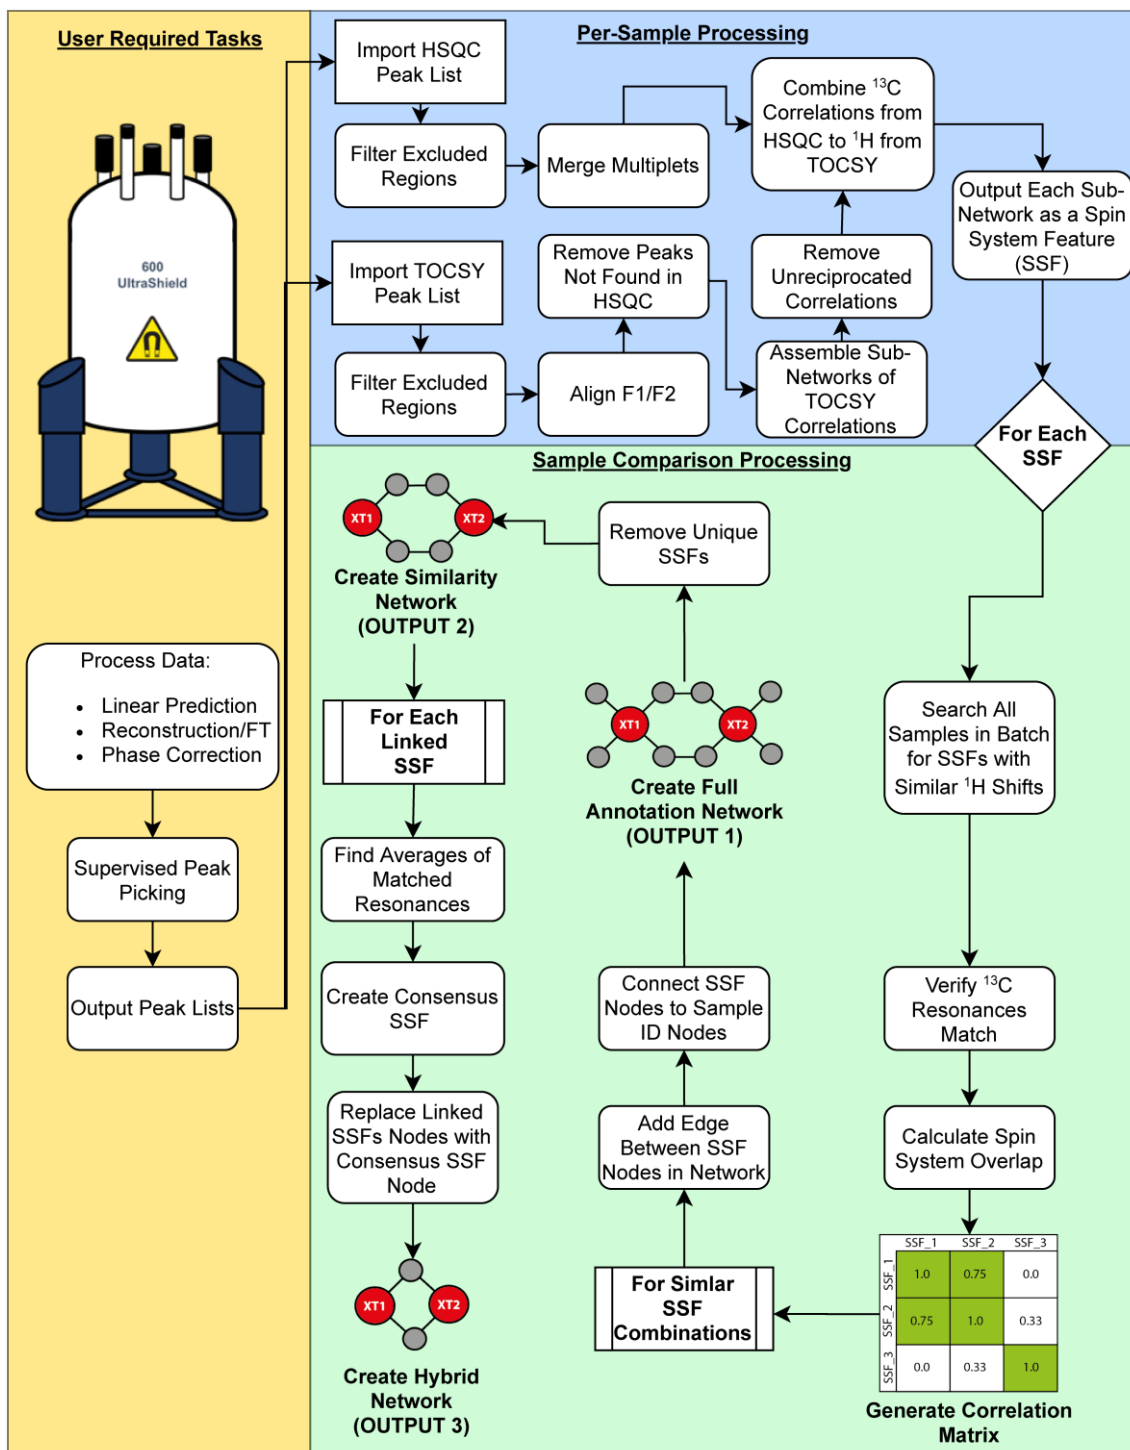 User Required Tasks
600
UltraShield
Process Data:
• Linear Prediction
• Reconstruction/FT
• Phase Correction
Supervised Peak
Picking
Output Peak Lists
Per-Sample Processing
Import HSQC
Peak List
Filter Excluded
Regions
Merge Multiplets
Combine ¹³C
Correlations from
HSQC to ¹H from
TOCSY
Output Each Sub-
Network as a Spin
System Feature
(SSF)
Import TOCSY
Peak List
Filter Excluded
Regions
Align F1/F2
Remove Peaks
Not Found in
HSQC
Assemble Sub-
Networks of
TOCSY
Correlations
Remove
Unreciprocated
Correlations
For Each
SSF
Sample Comparison Processing
Search All
Samples in Batch
for SSFs with
Similar ¹H Shifts
Verify ¹³C
Resonances
Match
Calculate Spin
System Overlap
SSF_1 SSF_2 SSF_3
SSF_1 1.0 0.75 0.0
SSF_2 0.75 1.0 0.33
SSF_3 0.0 0.33 1.0
Generate Correlation
Matrix
For Simlar
SSF
Combinations
Add Edge
Between SSF
Nodes in Network
Connect SSF
Nodes to Sample
ID Nodes
XT1 XT2
Create Full
Annotation Network
(OUTPUT 1)
Remove Unique
SSFs
XT1 XT2
Create Similarity
Network
(OUTPUT 2)
For Each
Linked
SSF
Find Averages of
Matched
Resonances
Create Consensus
SSF
Replace Linked
SSFs Nodes with
Consensus SSF
Node
XT1 XT2
Create Hybrid
Network
(OUTPUT 3)